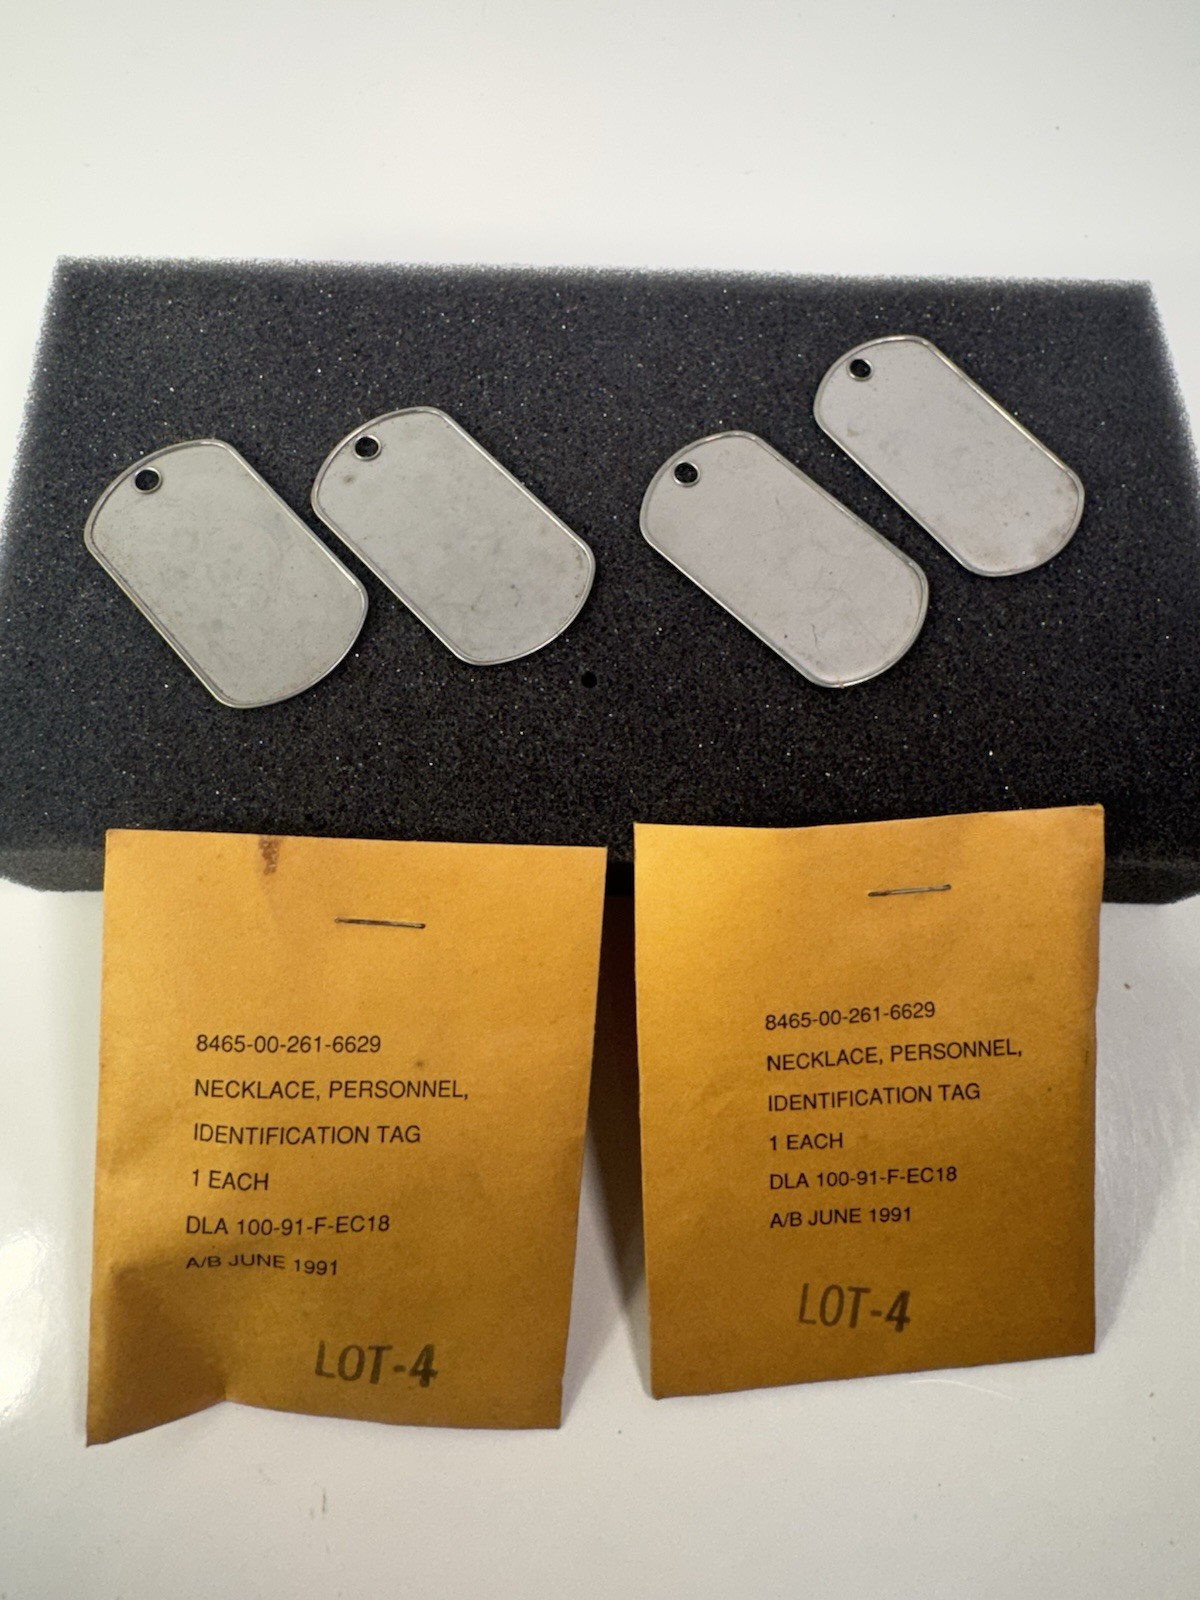 8465-00-261-6629
NECKLACE, PERSONNEL,
IDENTIFICATION TAG
1 EACH
DLA 100-91-F-EC18
A/B JUNE 1991
LOT-4
8465-00-261-6629
NECKLACE, PERSONNEL,
IDENTIFICATION TAG
1 EACH
DLA 100-91-F-EC18
A/B JUNE 1991
LOT-4